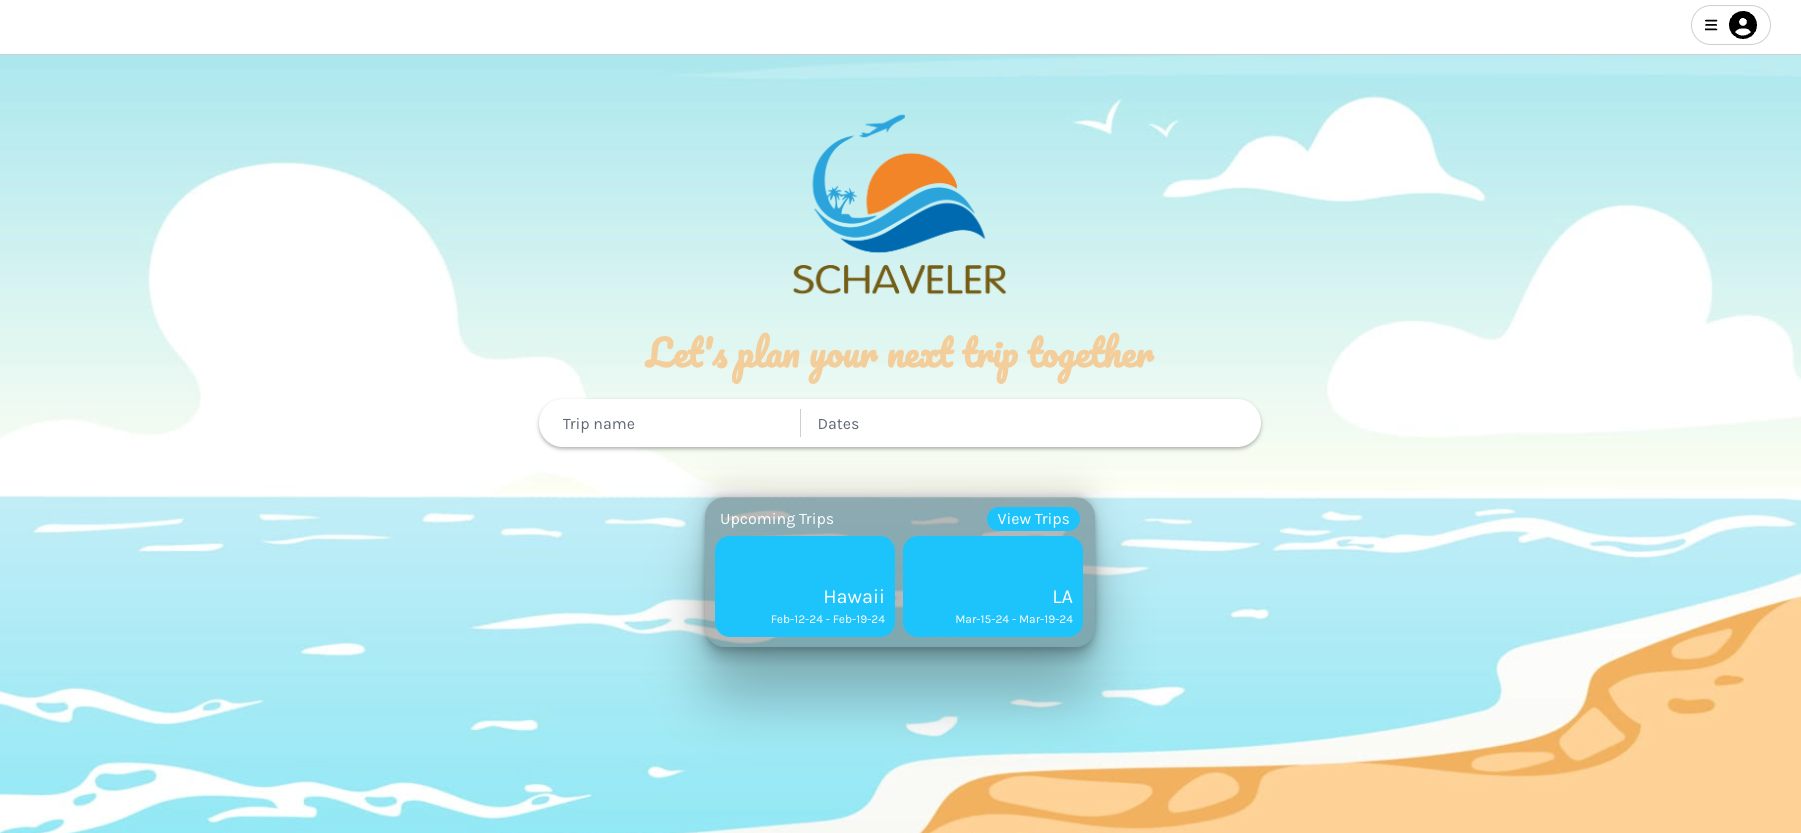 SCHAVELER
Let's plan your next trip together
Trip name
Dates
Upcoming Trips
View Trips
Hawaii
Feb-12-24 - Feb-19-24
LA
Mar-15-24 - Mar-19-24